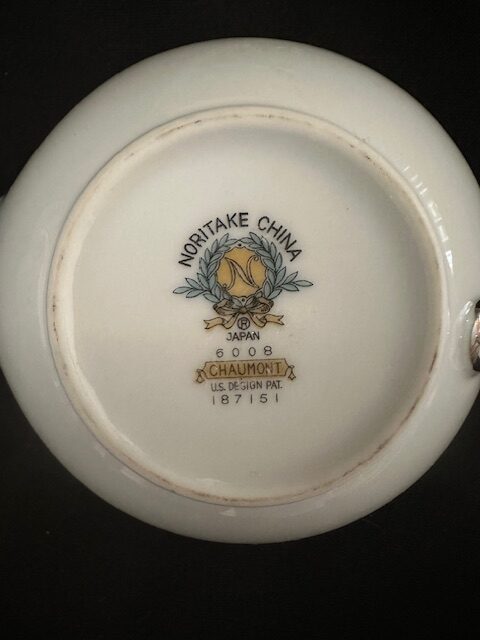 NORITAKE CHINA
N
®
JAPAN
6008
CHAUMONT
U.S. DESIGN PAT.
187151